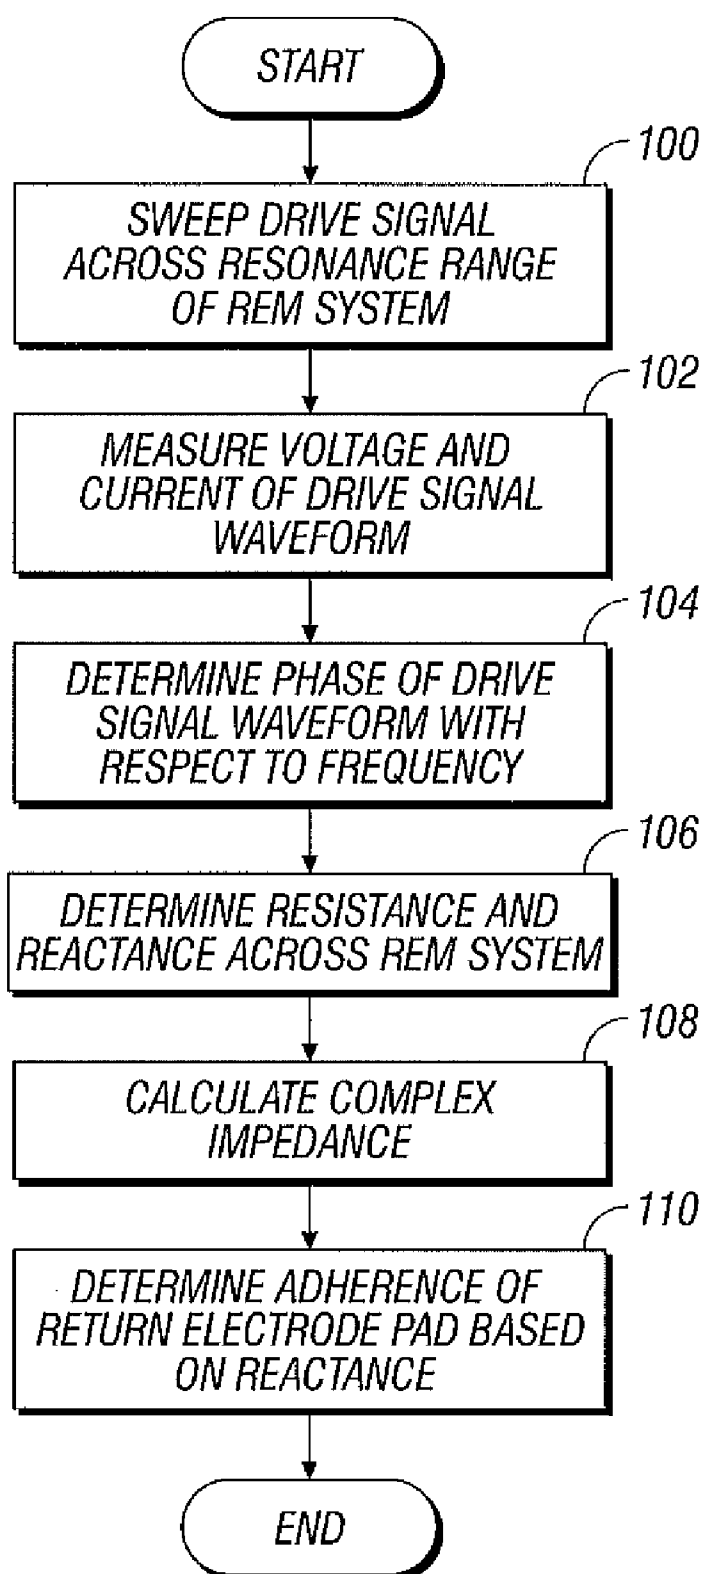 START
100
SWEEP DRIVE SIGNAL
ACROSS RESONANCE RANGE
OF REM SYSTEM
102
MEASURE VOLTAGE AND
CURRENT OF DRIVE SIGNAL
WAVEFORM
104
DETERMINE PHASE OF DRIVE
SIGNAL WAVEFORM WITH
RESPECT TO FREQUENCY
106
DETERMINE RESISTANCE AND
REACTANCE ACROSS REM SYSTEM
108
CALCULATE COMPLEX
IMPEDANCE
110
DETERMINE ADHERENCE OF
RETURN ELECTRODE PAD BASED
ON REACTANCE
END